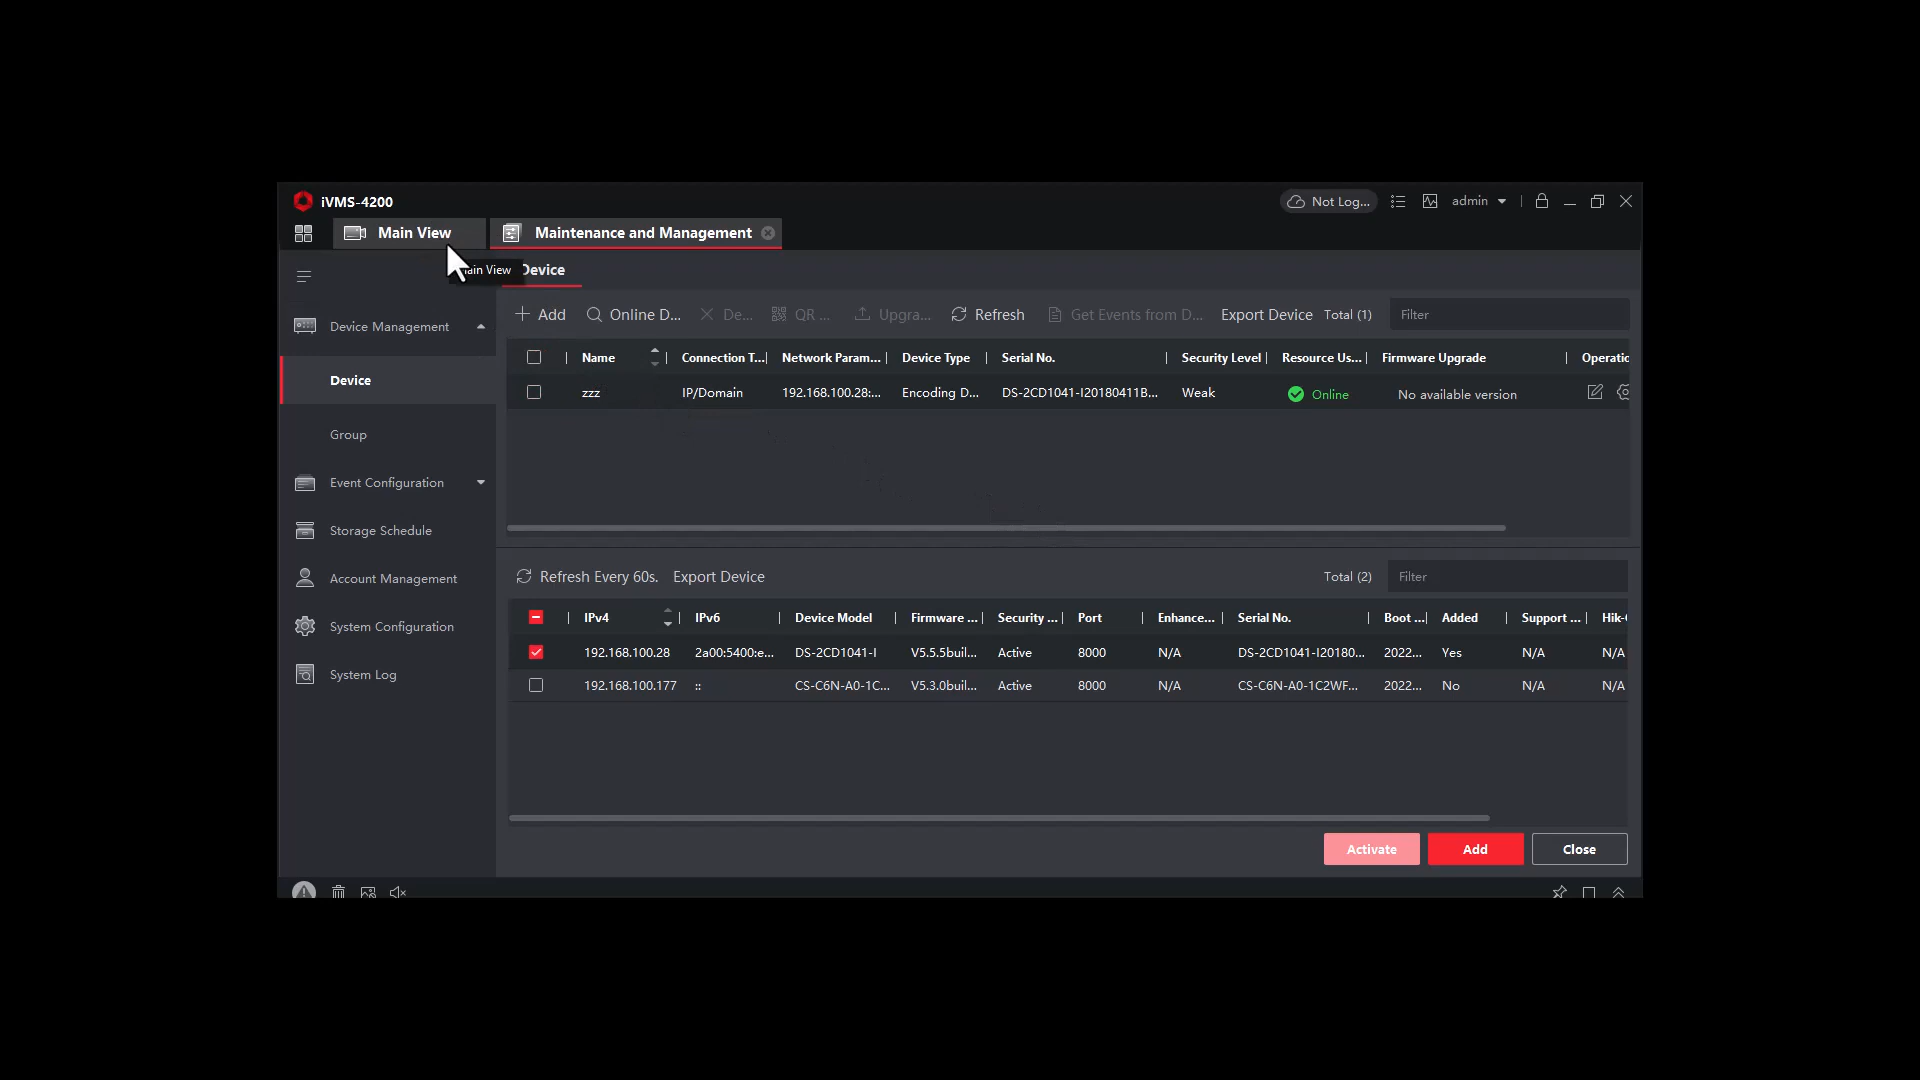 iVMS-4200 Not Log... admin
Main View Maintenance and Management
Main View Device
Add Online D... De... QR ... Upgra... Refresh Get Events from D... Export Device Total (1) Filter
Device Management
Name Connection T... Network Param... Device Type Serial No. Security Level Resource Us... Firmware Upgrade Operatio
Device
zzz IP/Domain 192.168.100.28:... Encoding D... DS-2CD1041-I20180411B... Weak Online No available version
Group
Event Configuration
Storage Schedule
Account Management
System Configuration
System Log
Refresh Every 60s. Export Device Total (2) Filter
IPv4 IPv6 Device Model Firmware ... Security ... Port Enhance... Serial No. Boot ... Added Support ... Hik-
192.168.100.28 2a00:5400:e... DS-2CD1041-I V5.5.5buil... Active 8000 N/A DS-2CD1041-I20180... 2022... Yes N/A N/A
192.168.100.177 :: CS-C6N-A0-1C... V5.3.0buil... Active 8000 N/A CS-C6N-A0-1C2WF... 2022... No N/A N/A
Activate Add Close